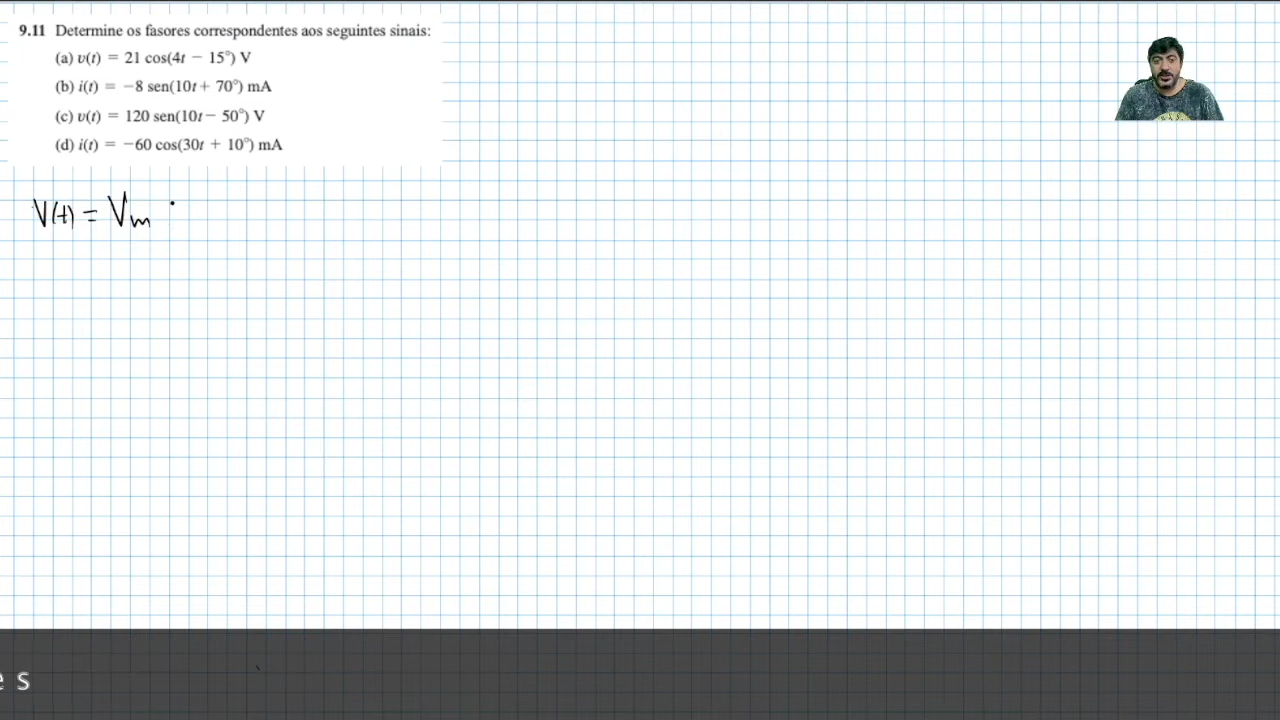 9.11 Determine os fasores correspondentes aos seguintes sinais:
(a) v(t) = 21 cos(4t − 15°) V
(b) i(t) = −8 sen(10t + 70°) mA
(c) v(t) = 120 sen(10t − 50°) V
(d) i(t) = −60 cos(30t + 10°) mA
V(t) = Vm
e s